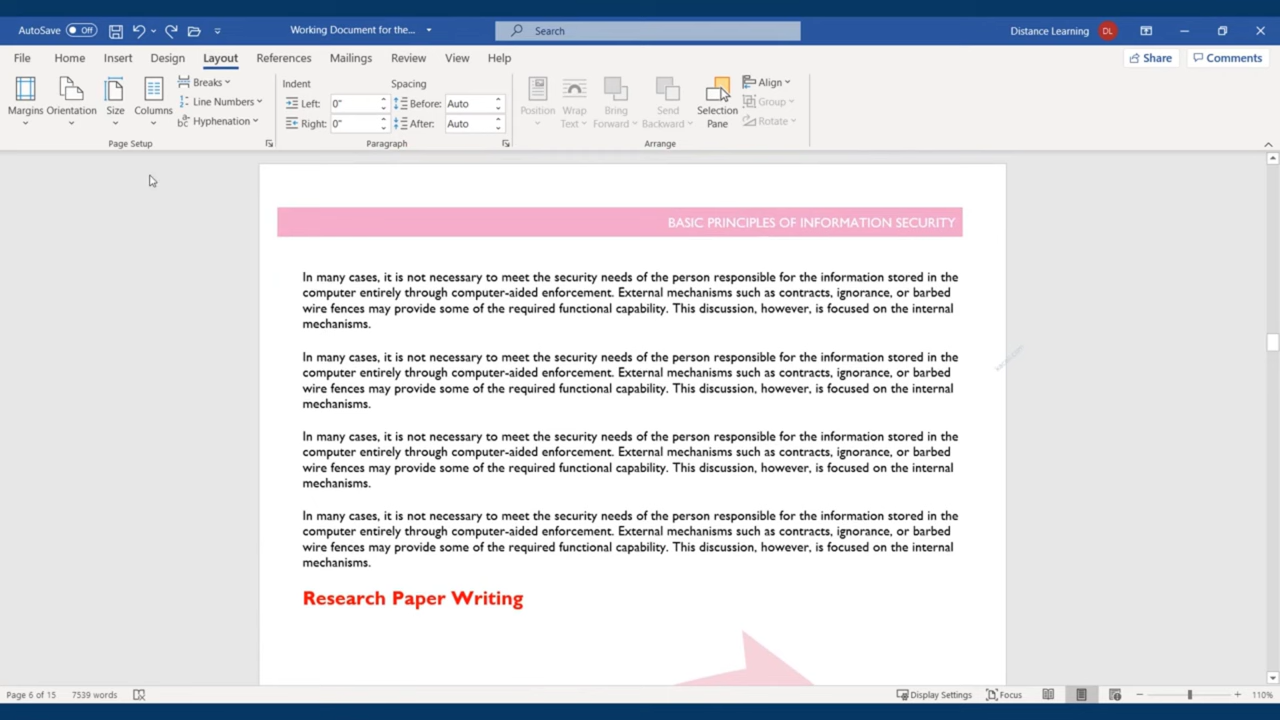 AutoSave Off Working Document for the... Search Distance Learning DL
File Home Insert Design Layout References Mailings Review View Help Share Comments
Margins Orientation Size Columns Breaks Line Numbers Hyphenation
Page Setup
Indent Spacing
Left: 0" Before: Auto
Right: 0" After: Auto
Paragraph
Position Wrap Text Bring Forward Send Backward Selection Pane Align Group Rotate
Arrange
BASIC PRINCIPLES OF INFORMATION SECURITY
In many cases, it is not necessary to meet the security needs of the person responsible for the information stored in the
computer entirely through computer-aided enforcement. External mechanisms such as contracts, ignorance, or barbed
wire fences may provide some of the required functional capability. This discussion, however, is focused on the internal
mechanisms.
In many cases, it is not necessary to meet the security needs of the person responsible for the information stored in the
computer entirely through computer-aided enforcement. External mechanisms such as contracts, ignorance, or barbed
wire fences may provide some of the required functional capability. This discussion, however, is focused on the internal
mechanisms.
In many cases, it is not necessary to meet the security needs of the person responsible for the information stored in the
computer entirely through computer-aided enforcement. External mechanisms such as contracts, ignorance, or barbed
wire fences may provide some of the required functional capability. This discussion, however, is focused on the internal
mechanisms.
In many cases, it is not necessary to meet the security needs of the person responsible for the information stored in the
computer entirely through computer-aided enforcement. External mechanisms such as contracts, ignorance, or barbed
wire fences may provide some of the required functional capability. This discussion, however, is focused on the internal
mechanisms.
Research Paper Writing
Page 6 of 15 7539 words Display Settings Focus 110%